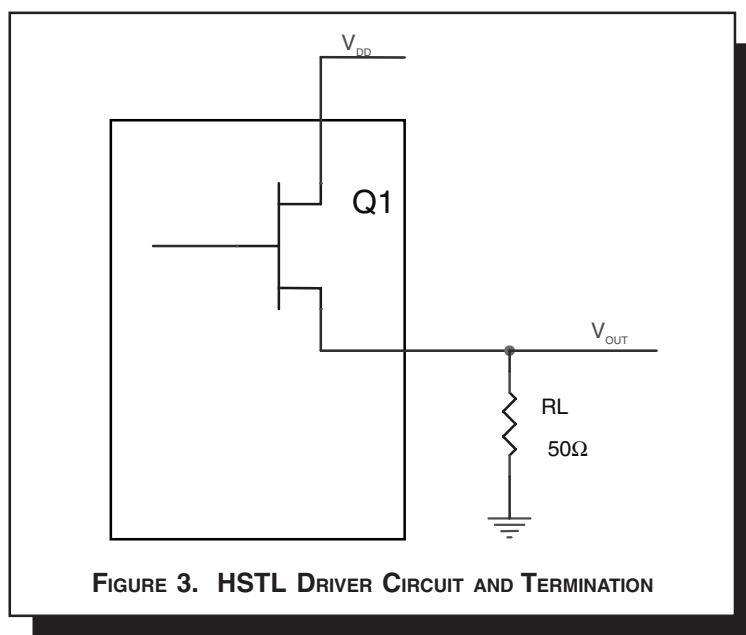 VDD
Q1
VOUT
RL
50Ω
FIGURE 3. HSTL DRIVER CIRCUIT AND TERMINATION